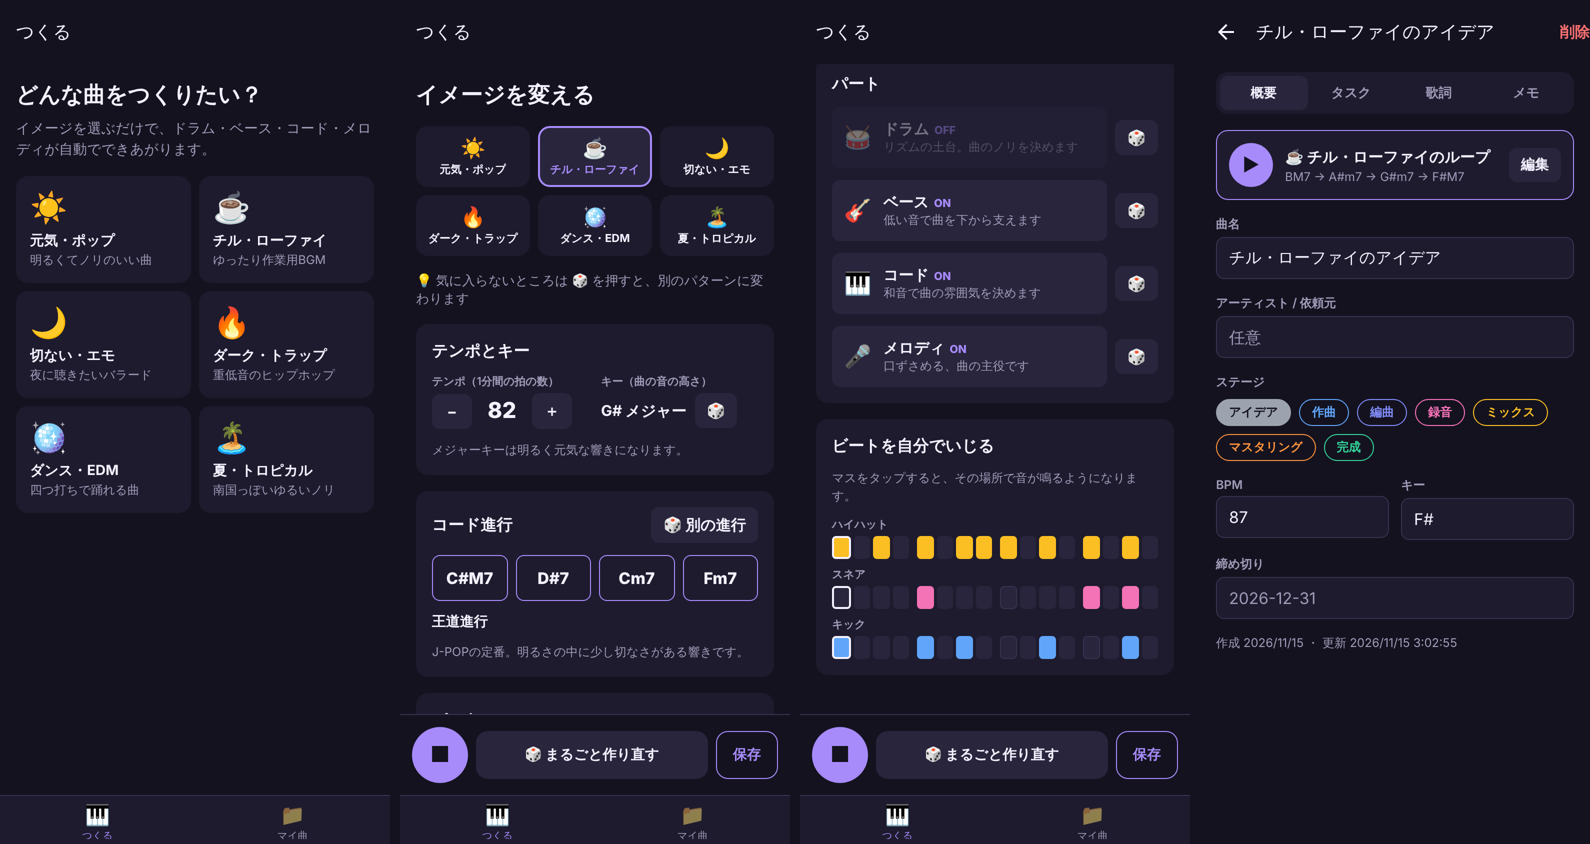 つくる
どんな曲をつくりたい？
イメージを選ぶだけで、ドラム・ベース・コード・メロ
ディが自動でできあがります。
元気・ポップ
明るくてノリのいい曲
チル・ローファイ
ゆったり作業用BGM
切ない・エモ
夜に聴きたいバラード
ダーク・トラップ
重低音のヒップホップ
ダンス・EDM
四つ打ちで踊れる曲
夏・トロピカル
南国っぽいゆるいノリ
つくる
マイ曲
つくる
イメージを変える
元気・ポップ
チル・ローファイ
切ない・エモ
ダーク・トラップ
ダンス・EDM
夏・トロピカル
💡 気に入らないところは 🎲 を押すと、別のパターンに変
わります
テンポとキー
テンポ（1分間の拍の数）
キー（曲の音の高さ）
− 82 +
G# メジャー
メジャーキーは明るく元気な響きになります。
コード進行
🎲 別の進行
C#M7 D#7 Cm7 Fm7
王道進行
J-POPの定番。明るさの中に少し切なさがある響きです。
🎲 まるごと作り直す
保存
つくる
マイ曲
つくる
パート
ドラム OFF
リズムの土台。曲のノリを決めます
ベース ON
低い音で曲を下から支えます
コード ON
和音で曲の雰囲気を決めます
メロディ ON
口ずさめる、曲の主役です
ビートを自分でいじる
マスをタップすると、その場所で音が鳴るようになりま
す。
ハイハット
スネア
キック
🎲 まるごと作り直す
保存
つくる
マイ曲
← チル・ローファイのアイデア
削除
概要 タスク 歌詞 メモ
☕ チル・ローファイのループ
BM7 → A#m7 → G#m7 → F#M7
編集
曲名
チル・ローファイのアイデア
アーティスト / 依頼元
任意
ステージ
アイデア 作曲 編曲 録音 ミックス
マスタリング 完成
BPM
87
キー
F#
締め切り
2026-12-31
作成 2026/11/15 ・ 更新 2026/11/15 3:02:55